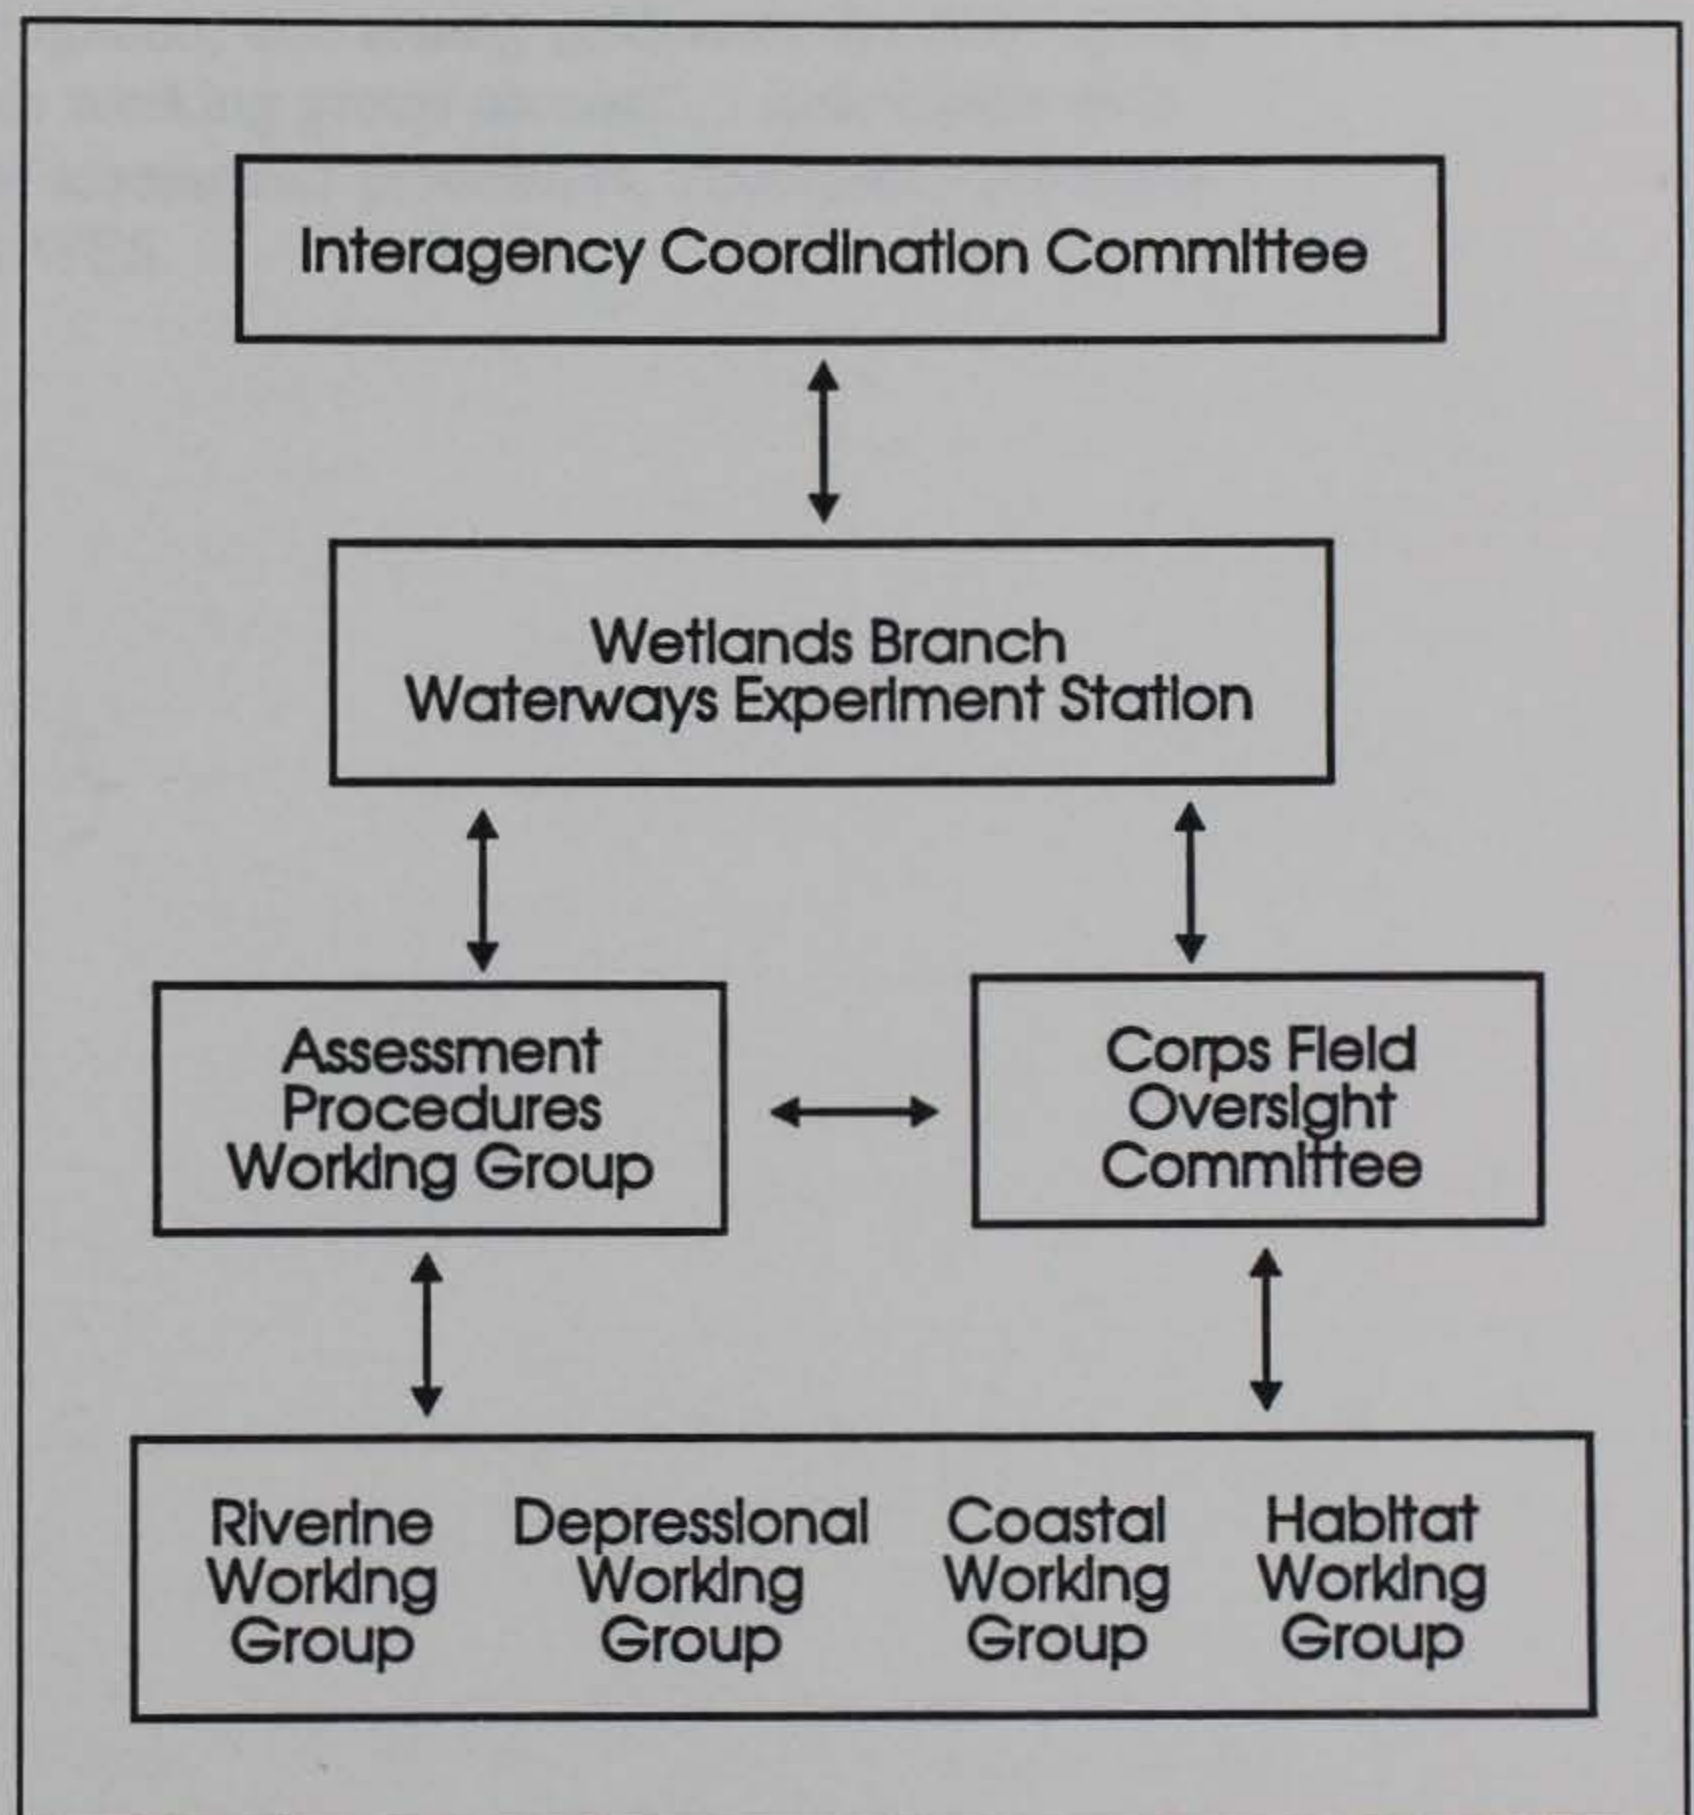 Interagency Coordination Committee
Wetlands Branch
Waterways Experiment Station
Assessment
Procedures
Working Group
Corps Field
Oversight
Committee
Riverine
Working
Group
Depressional
Working
Group
Coastal
Working
Group
Habitat
Working
Group